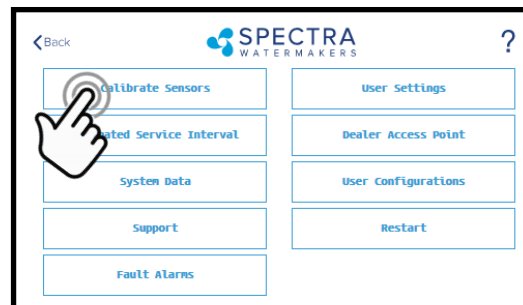 Back
SPECTRA
WATERMAKERS
?
Calibrate Sensors
User Settings
Service Interval
Dealer Access Point
System Data
User Configurations
Support
Restart
Fault Alarms